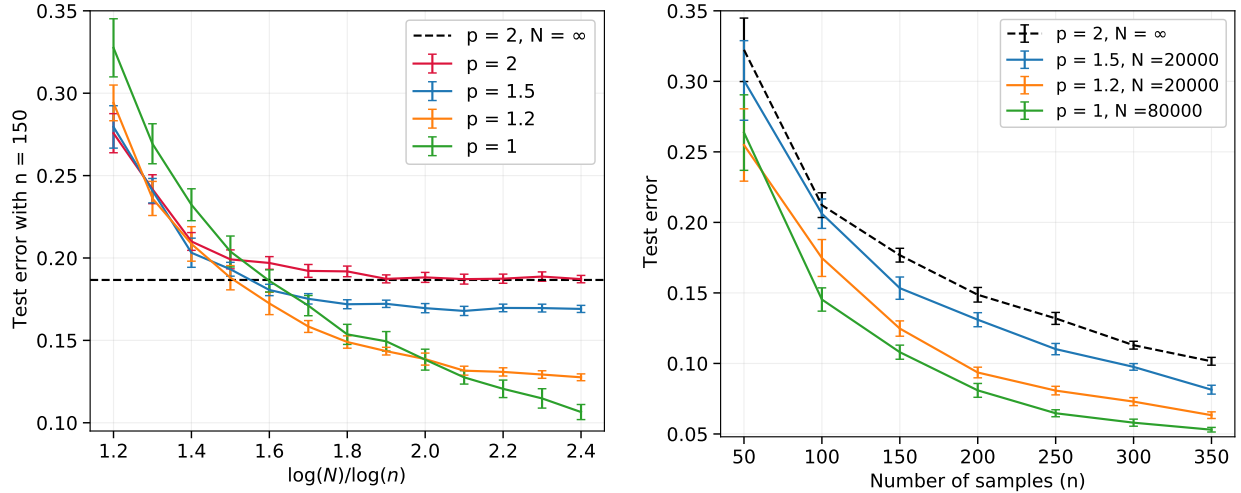 0.35
0.30
0.25
0.20
0.15
0.10
Test error with n = 150
1.2 1.4 1.6 1.8 2.0 2.2 2.4
log(N)/log(n)
p = 2, N = ∞
p = 2
p = 1.5
p = 1.2
p = 1
0.35
0.30
0.25
0.20
0.15
0.10
0.05
Test error
50 100 150 200 250 300 350
Number of samples (n)
p = 2, N = ∞
p = 1.5, N =20000
p = 1.2, N =20000
p = 1, N =80000